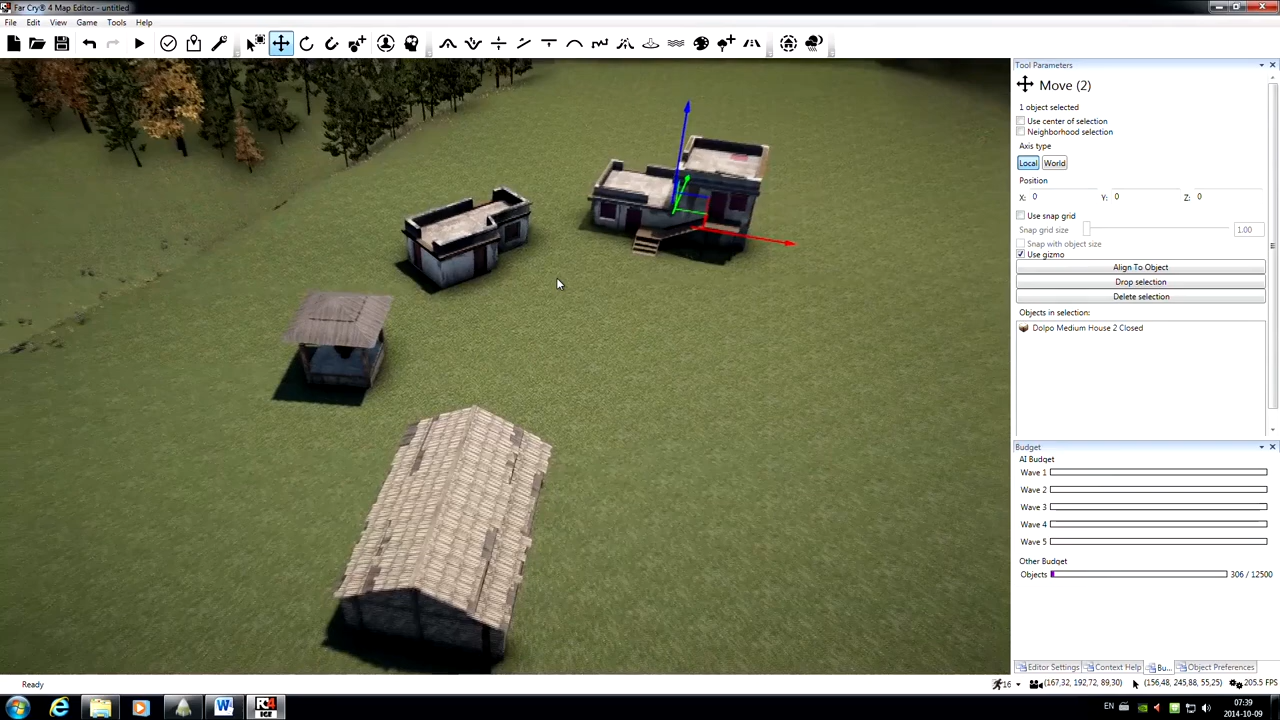 Far Cry® 4 Map Editor - untitled
File Edit View Game Tools Help
Tool Parameters
Move (2)
1 object selected
Use center of selection
Neighborhood selection
Axis type
Local World
Position
X: 0 Y: 0 Z: 0
Use snap grid
Snap grid size 1.00
Snap with object size
Use gizmo
Align To Object
Drop selection
Delete selection
Objects in selection:
Dolpo Medium House 2 Closed
Budget
AI Budget
Wave 1
Wave 2
Wave 3
Wave 4
Wave 5
Other Budget
Objects 306 / 12500
Editor Settings Context Help Bu... Object Preferences
Ready 16 (167,32, 192,72, 89,30) (156,48, 245,88, 55,25) 205.5 FPS
EN 07:39
2014-10-09